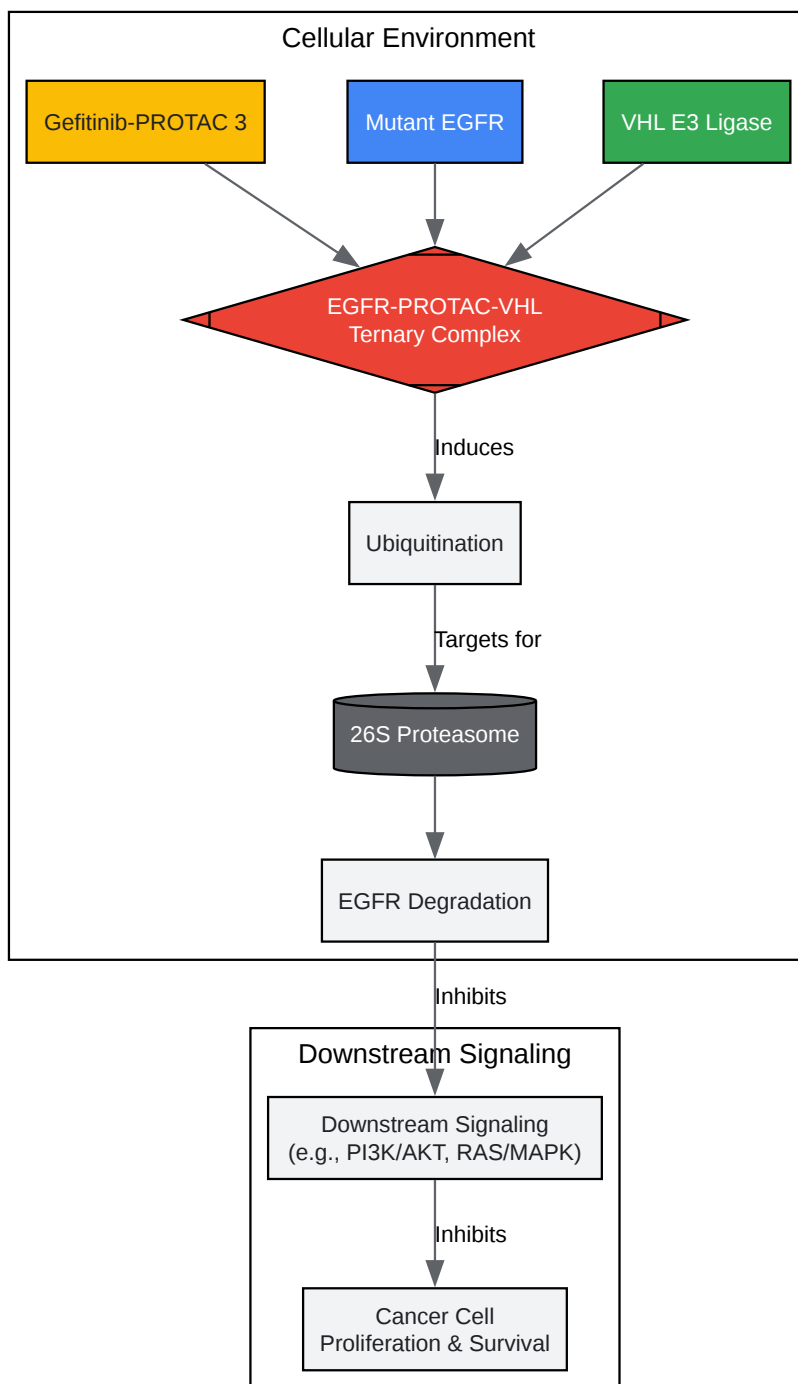 Cellular Environment
Gefitinib-PROTAC 3
Mutant EGFR
VHL E3 Ligase
EGFR-PROTAC-VHL
Ternary Complex
Induces
Ubiquitination
Targets for
26S Proteasome
EGFR Degradation
Inhibits
Downstream Signaling
Downstream Signaling
(e.g., PI3K/AKT, RAS/MAPK)
Inhibits
Cancer Cell
Proliferation & Survival